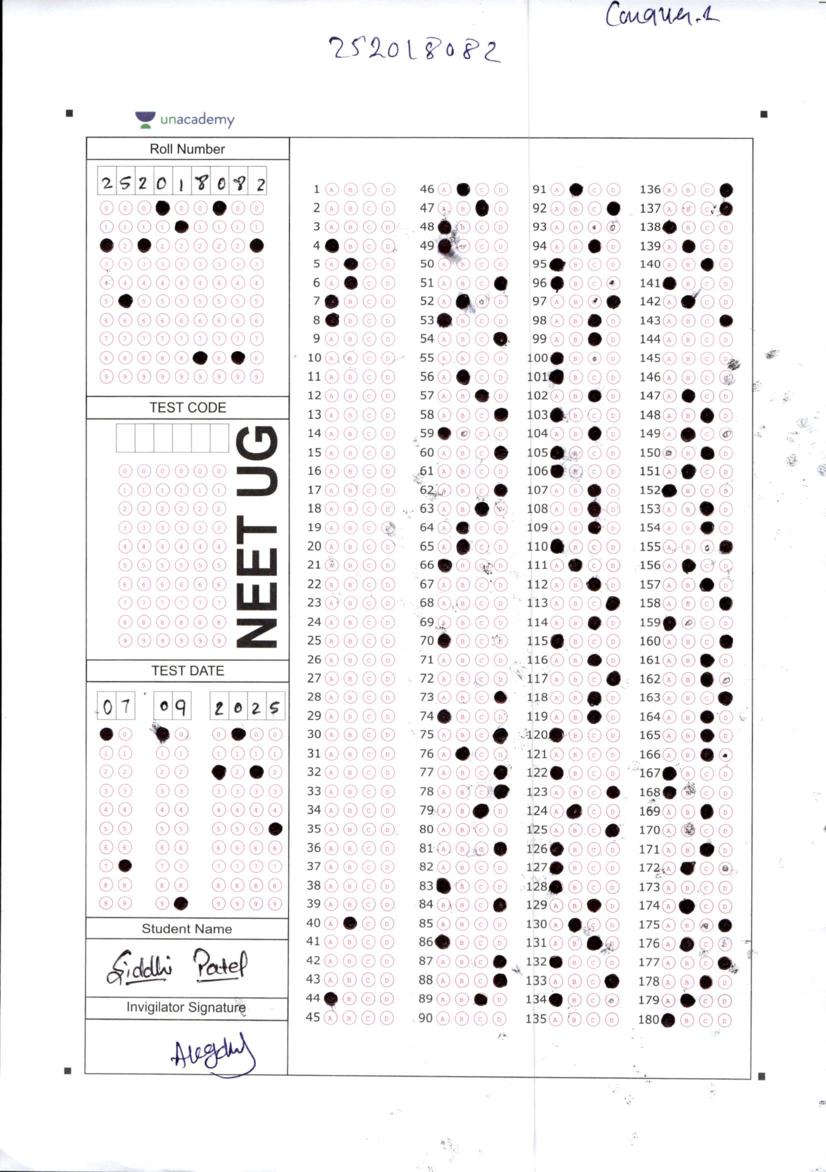 Conquer-1
252018082
unacademy
Roll Number
2 5 2 0 1 8 0 8 2
TEST CODE
NEET UG
TEST DATE
07 09 2025
Student Name
Siddhi Patel
Invigilator Signature
1 A B C D 46 A C D 91 A C D 136 A B C
2 A B C D 47 A B D 92 A B C 137 A B C
3 A B C D 48 B C D 93 A B C D 138 B C D
4 B C D 49 B C D 94 A B D 139 A C D
5 A C D 50 A B C D 95 B C D 140 A B D
6 A C D 51 A B C 96 B C D 141 B C D
7 B C D 52 A C D 97 A B C 142 A C D
8 B C D 53 B C D 98 A B D 143 A B C
9 A B C D 54 A B C 99 A B D 144 A B C D
10 A B C D 55 A B C D 100 B C D 145 A B C D
11 A B C D 56 A C D 101 B C D 146 A B C D
12 A B C D 57 A B D 102 A B D 147 A C D
13 A B C D 58 A B C 103 B C D 148 A B D
14 A B C D 59 B C D 104 A B D 149 A C D
15 A B C D 60 A B C 105 B C D 150 A B D
16 A B C D 61 A B C D 106 B C D 151 A C D
17 A B C D 62 A B C 107 A B D 152 B C D
18 A B C D 63 A B D 108 A B D 153 A B D
19 A B C D 64 A C D 109 A B D 154 A B D
20 A B C D 65 A C D 110 B C D 155 A B C
21 A B C D 66 B C D 111 A C D 156 A C D
22 A B C D 67 A B C D 112 A B D 157 A B D
23 A B C D 68 A B C 113 A B C 158 A B C
24 A B C D 69 A B C D 114 A B D 159 B C D
25 A B C D 70 B C D 115 B C D 160 A B C
26 A B C D 71 A B C D 116 A B D 161 A B D
27 A B C D 72 A B C D 117 A B C 162 A B D
28 A B C D 73 A B C 118 A B D 163 A B C
29 A B C D 74 B C D 119 A B D 164 A B D
30 A B C D 75 A B C 120 B C D 165 A B D
31 A B C D 76 A C D 121 A B C D 166 A B D
32 A B C D 77 A B C 122 B C D 167 B C D
33 A B C D 78 A B C 123 A B C 168 B C D
34 A B C D 79 A B D 124 A C D 169 A B D
35 A B C D 80 A B C D 125 A B C 170 A B C D
36 A B C D 81 A B C 126 B C D 171 A B D
37 A B C D 82 A B C D 127 B C D 172 A C D
38 A B C D 83 B C D 128 B C D 173 A B C D
39 A B C D 84 A B C 129 A B D 174 A C D
40 A C D 85 A B C D 130 A C D 175 A B C
41 A B C D 86 B C D 131 A B D 176 A C D
42 A B C D 87 A B C 132 B C D 177 A B C
43 A B C D 88 A B C 133 A B C 178 A B D
44 B C D 89 A B D 134 B C D 179 A C D
45 A B C D 90 A B C D 135 A B C D 180 B C D